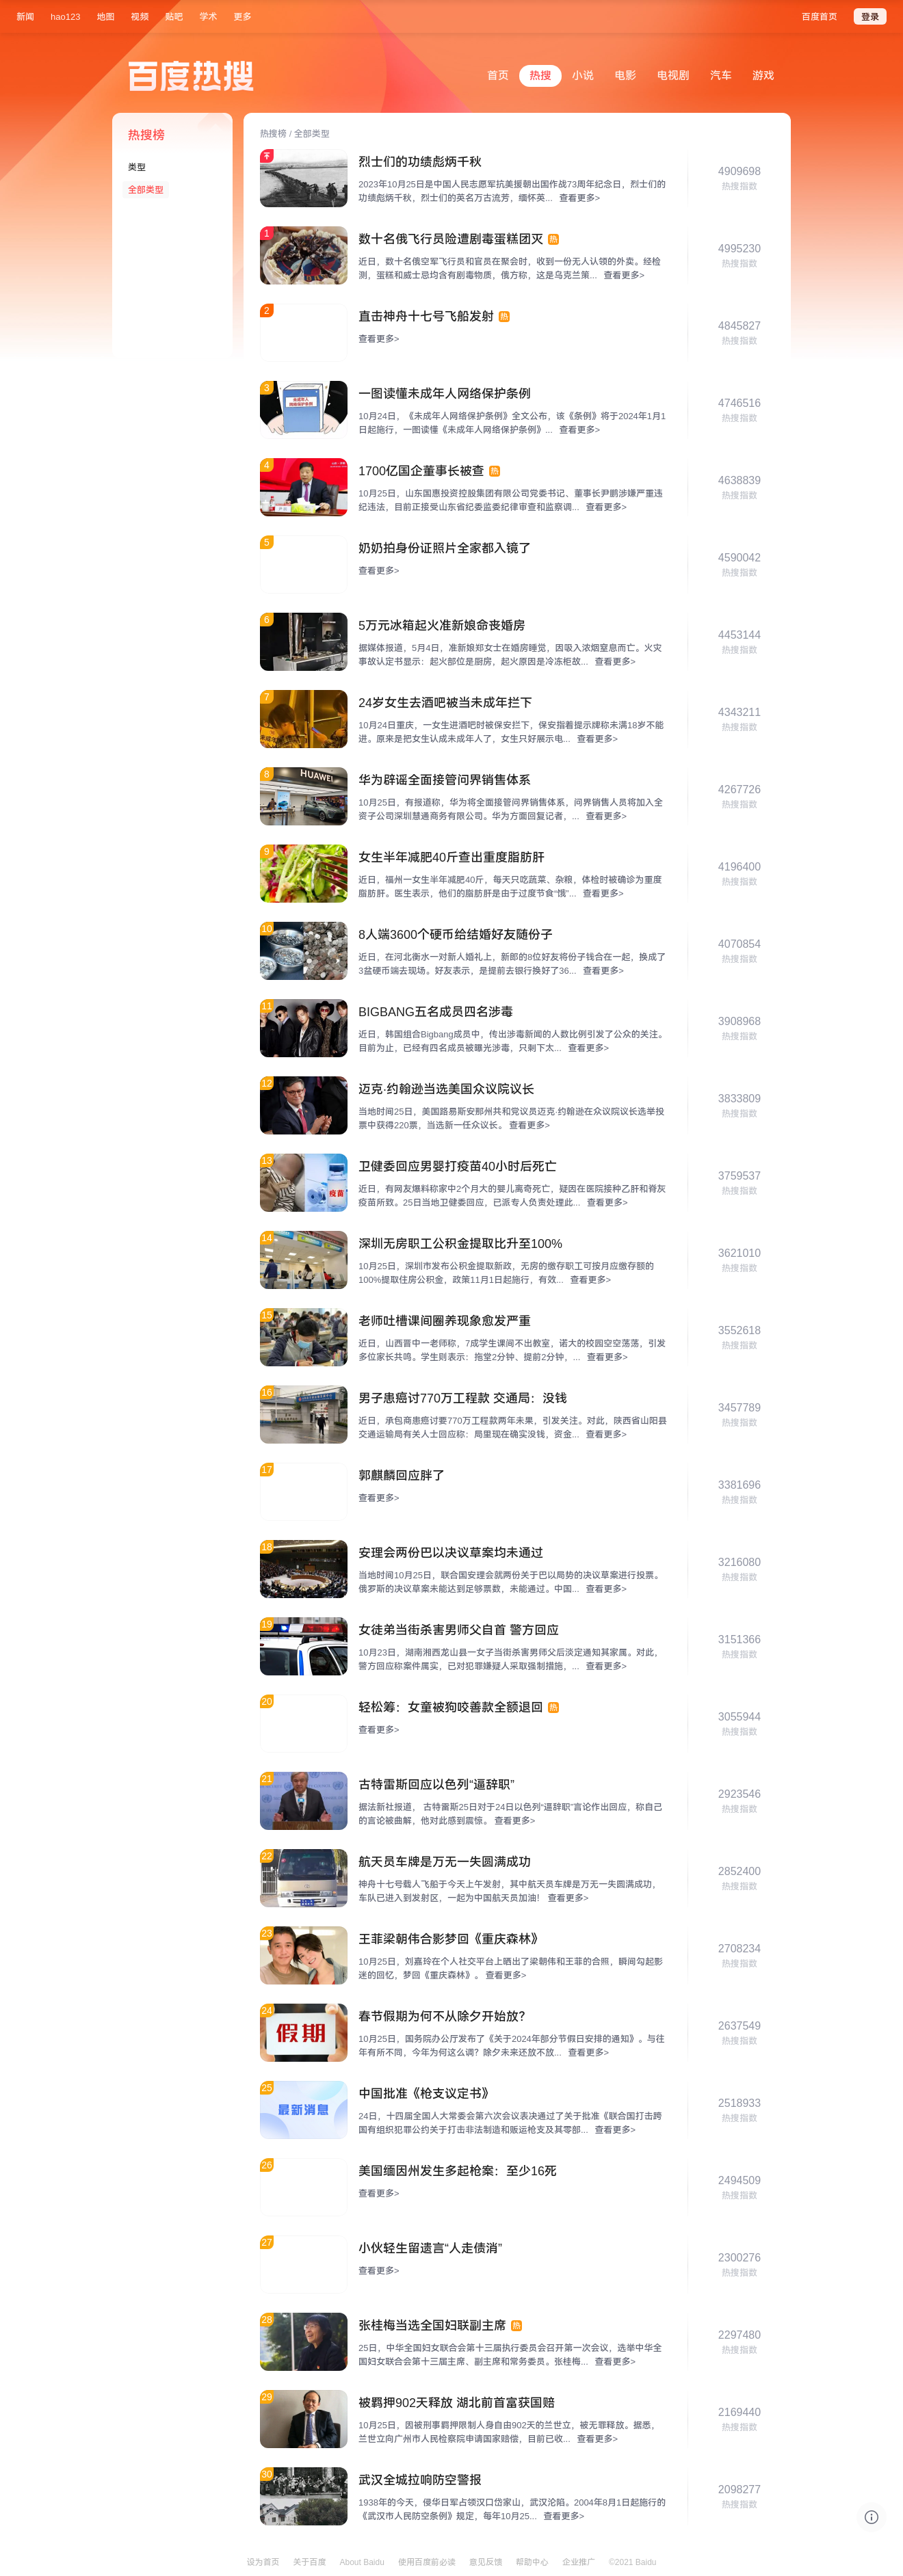 新闻 hao123 地图 视频 贴吧 学术 更多 百度首页 登录
百度热搜
首页 热搜 小说 电影 电视剧 汽车 游戏
热搜榜
类型
全部类型
热搜榜 / 全部类型
烈士们的功绩彪炳千秋
2023年10月25日是中国人民志愿军抗美援朝出国作战73周年纪念日，烈士们的
功绩彪炳千秋，烈士们的英名万古流芳，缅怀英... 查看更多>
4909698
热搜指数
1
数十名俄飞行员险遭剧毒蛋糕团灭 热
近日，数十名俄空军飞行员和官员在聚会时，收到一份无人认领的外卖。经检
测，蛋糕和威士忌均含有剧毒物质，俄方称，这是乌克兰策... 查看更多>
4995230
热搜指数
2
直击神舟十七号飞船发射 热
查看更多>
4845827
热搜指数
3
一图读懂未成年人网络保护条例
10月24日，《未成年人网络保护条例》全文公布，该《条例》将于2024年1月1
日起施行，一图读懂《未成年人网络保护条例》... 查看更多>
4746516
热搜指数
4
1700亿国企董事长被查 热
10月25日，山东国惠投资控股集团有限公司党委书记、董事长尹鹏涉嫌严重违
纪违法，目前正接受山东省纪委监委纪律审查和监察调... 查看更多>
4638839
热搜指数
5
奶奶拍身份证照片全家都入镜了
查看更多>
4590042
热搜指数
6
5万元冰箱起火准新娘命丧婚房
据媒体报道，5月4日，准新娘郑女士在婚房睡觉，因吸入浓烟窒息而亡。火灾
事故认定书显示：起火部位是厨房，起火原因是冷冻柜故... 查看更多>
4453144
热搜指数
7
24岁女生去酒吧被当未成年拦下
10月24日重庆，一女生进酒吧时被保安拦下，保安指着提示牌称未满18岁不能
进。原来是把女生认成未成年人了，女生只好展示电... 查看更多>
4343211
热搜指数
8
HUAWEI
华为辟谣全面接管问界销售体系
10月25日，有报道称，华为将全面接管问界销售体系，问界销售人员将加入全
资子公司深圳慧通商务有限公司。华为方面回复记者，... 查看更多>
4267726
热搜指数
9
女生半年减肥40斤查出重度脂肪肝
近日，福州一女生半年减肥40斤，每天只吃蔬菜、杂粮，体检时被确诊为重度
脂肪肝。医生表示，他们的脂肪肝是由于过度节食“饿”... 查看更多>
4196400
热搜指数
10
8人端3600个硬币给结婚好友随份子
近日，在河北衡水一对新人婚礼上，新郎的8位好友将份子钱合在一起，换成了
3盆硬币端去现场。好友表示，是提前去银行换好了36... 查看更多>
4070854
热搜指数
11
BIGBANG五名成员四名涉毒
近日，韩国组合Bigbang成员中，传出涉毒新闻的人数比例引发了公众的关注。
目前为止，已经有四名成员被曝光涉毒，只剩下太... 查看更多>
3908968
热搜指数
12
迈克·约翰逊当选美国众议院议长
当地时间25日，美国路易斯安那州共和党议员迈克·约翰逊在众议院议长选举投
票中获得220票，当选新一任众议长。 查看更多>
3833809
热搜指数
13
疫苗
卫健委回应男婴打疫苗40小时后死亡
近日，有网友爆料称家中2个月大的婴儿离奇死亡，疑因在医院接种乙肝和脊灰
疫苗所致。25日当地卫健委回应，已派专人负责处理此... 查看更多>
3759537
热搜指数
14
深圳无房职工公积金提取比升至100%
10月25日，深圳市发布公积金提取新政，无房的缴存职工可按月应缴存额的
100%提取住房公积金，政策11月1日起施行，有效... 查看更多>
3621010
热搜指数
15
老师吐槽课间圈养现象愈发严重
近日，山西晋中一老师称，7成学生课间不出教室，诺大的校园空空荡荡，引发
多位家长共鸣。学生则表示：拖堂2分钟、提前2分钟，... 查看更多>
3552618
热搜指数
16
男子患癌讨770万工程款 交通局：没钱
近日，承包商患癌讨要770万工程款两年未果，引发关注。对此，陕西省山阳县
交通运输局有关人士回应称：局里现在确实没钱，资金... 查看更多>
3457789
热搜指数
17
郭麒麟回应胖了
查看更多>
3381696
热搜指数
18
安理会两份巴以决议草案均未通过
当地时间10月25日，联合国安理会就两份关于巴以局势的决议草案进行投票。
俄罗斯的决议草案未能达到足够票数，未能通过。中国... 查看更多>
3216080
热搜指数
19
女徒弟当街杀害男师父自首 警方回应
10月23日，湖南湘西龙山县一女子当街杀害男师父后淡定通知其家属。对此，
警方回应称案件属实，已对犯罪嫌疑人采取强制措施，... 查看更多>
3151366
热搜指数
20
轻松筹：女童被狗咬善款全额退回 热
查看更多>
3055944
热搜指数
21
古特雷斯回应以色列“逼辞职”
据法新社报道， 古特雷斯25日对于24日以色列“逼辞职”言论作出回应，称自己
的言论被曲解，他对此感到震惊。 查看更多>
2923546
热搜指数
22
航天员车牌是万无一失圆满成功
神舟十七号载人飞船于今天上午发射，其中航天员车牌是万无一失圆满成功，
车队已进入到发射区，一起为中国航天员加油！ 查看更多>
2852400
热搜指数
23
王菲梁朝伟合影梦回《重庆森林》
10月25日，刘嘉玲在个人社交平台上晒出了梁朝伟和王菲的合照，瞬间勾起影
迷的回忆，梦回《重庆森林》。 查看更多>
2708234
热搜指数
24
假期
春节假期为何不从除夕开始放？
10月25日，国务院办公厅发布了《关于2024年部分节假日安排的通知》。与往
年有所不同，今年为何这么调？除夕未来还放不放... 查看更多>
2637549
热搜指数
25
最新消息
中国批准《枪支议定书》
24日，十四届全国人大常委会第六次会议表决通过了关于批准《联合国打击跨
国有组织犯罪公约关于打击非法制造和贩运枪支及其零部... 查看更多>
2518933
热搜指数
26
美国缅因州发生多起枪案：至少16死
查看更多>
2494509
热搜指数
27
小伙轻生留遗言“人走债消”
查看更多>
2300276
热搜指数
28
张桂梅当选全国妇联副主席 热
25日，中华全国妇女联合会第十三届执行委员会召开第一次会议，选举中华全
国妇女联合会第十三届主席、副主席和常务委员。张桂梅... 查看更多>
2297480
热搜指数
29
被羁押902天释放 湖北前首富获国赔
10月25日，因被刑事羁押限制人身自由902天的兰世立，被无罪释放。据悉，
兰世立向广州市人民检察院申请国家赔偿，目前已收... 查看更多>
2169440
热搜指数
30
武汉全城拉响防空警报
1938年的今天，侵华日军占领汉口岱家山，武汉沦陷。2004年8月1日起施行的
《武汉市人民防空条例》规定，每年10月25... 查看更多>
2098277
热搜指数
设为首页 关于百度 About Baidu 使用百度前必读 意见反馈 帮助中心 企业推广 ©2021 Baidu